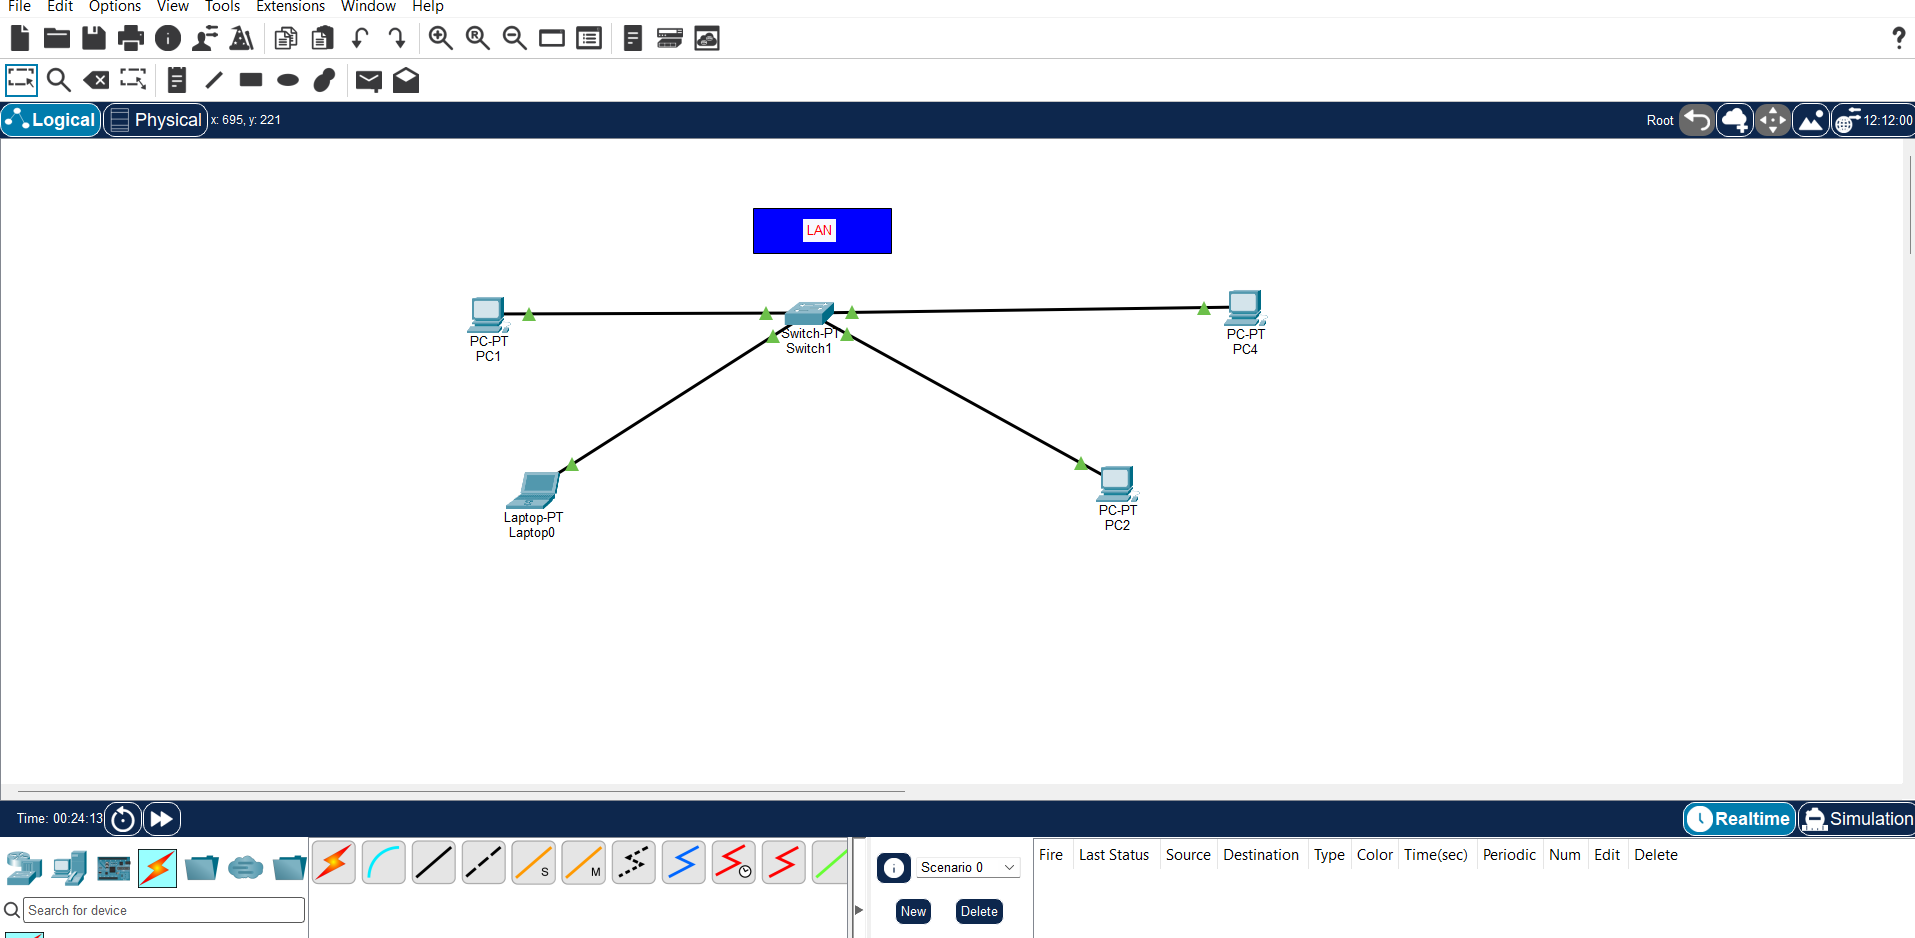 File Edit Options View Tools Extensions Window Help
Logical Physical x: 695, y: 221 Root 12:12:00
LAN
PC-PT
PC1
Switch-PT
Switch1
PC-PT
PC4
Laptop-PT
Laptop0
PC-PT
PC2
Time: 00:24:13 Realtime Simulation
S M
Scenario 0
Fire Last Status Source Destination Type Color Time(sec) Periodic Num Edit Delete
Search for device
New Delete